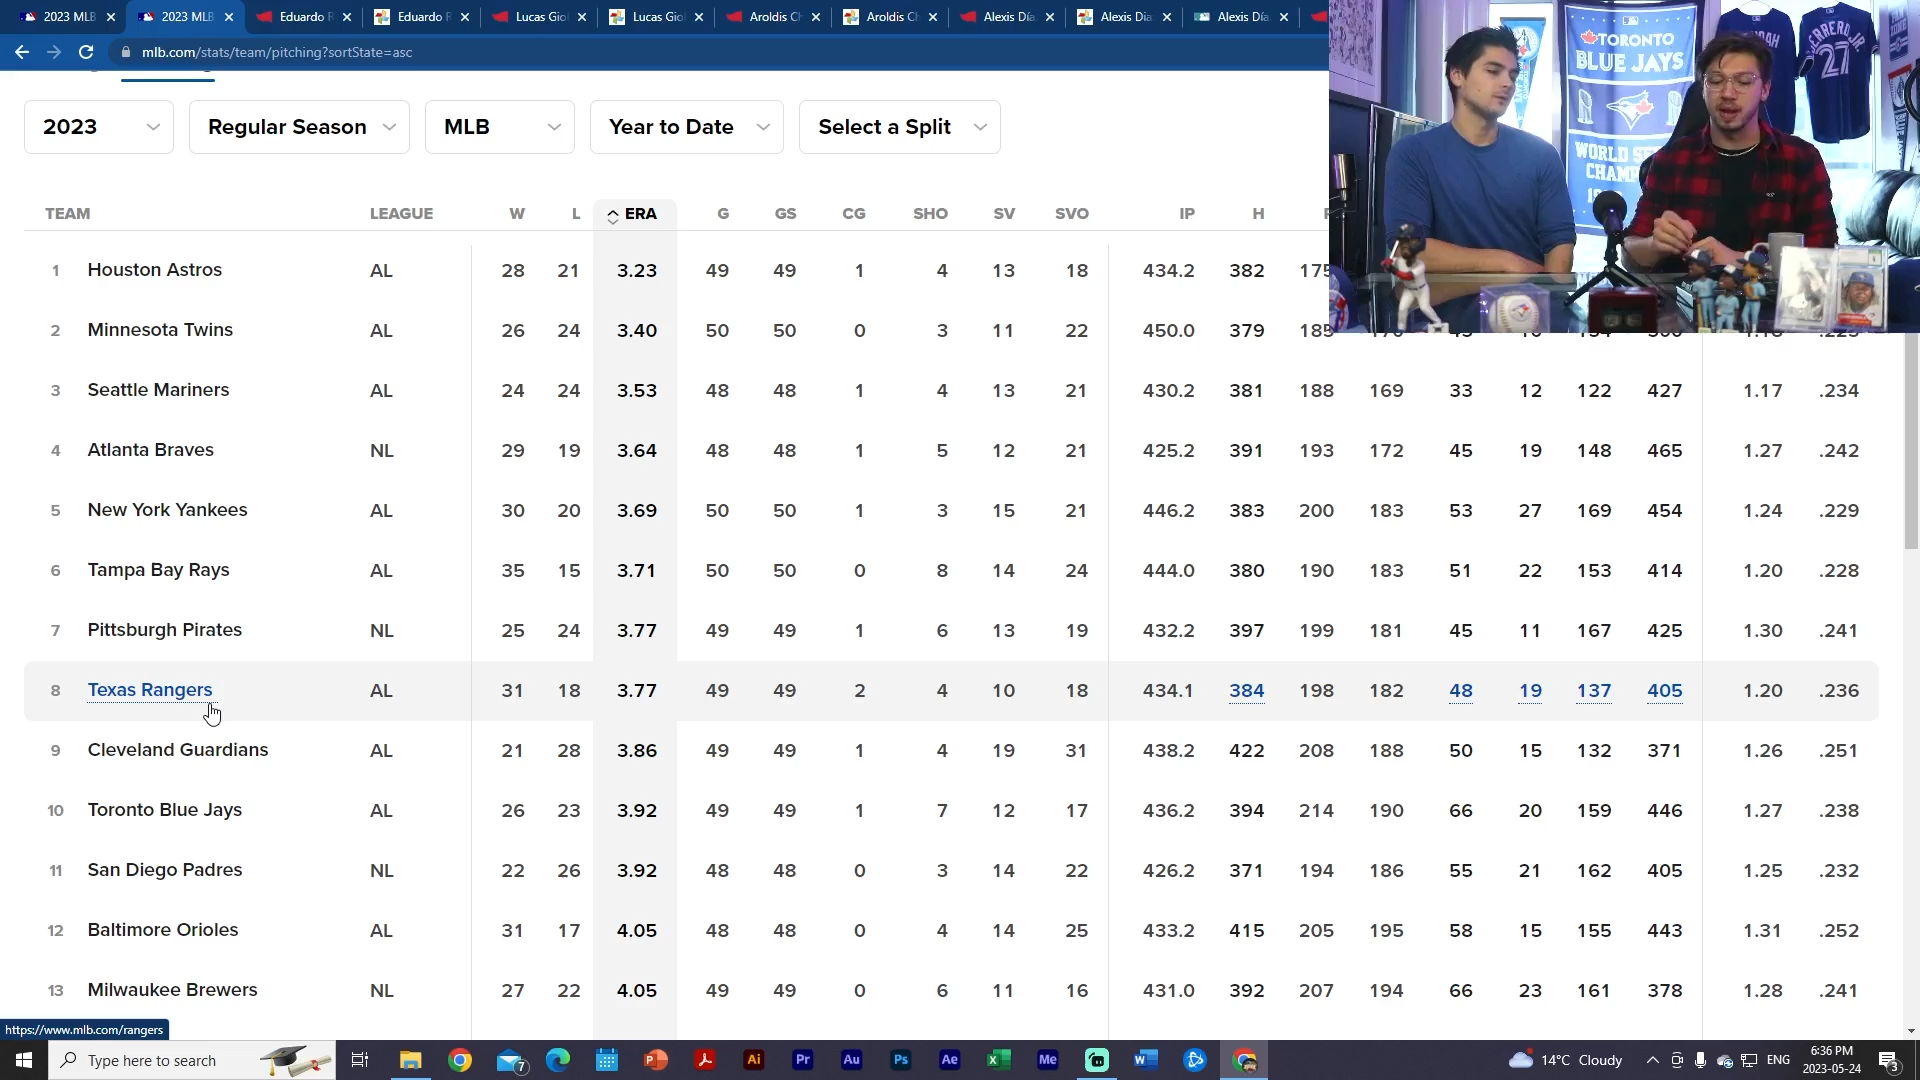 2023 MLB
2023 MLB
Eduardo R
Eduardo R
Lucas Giol
Lucas Giol
Aroldis Ch
Aroldis Ch
Alexis Día
Alexis Dia
Alexis Día
mlb.com/stats/team/pitching?sortState=asc
2023
Regular Season
MLB
Year to Date
Select a Split
TEAM LEAGUE W L ERA G GS CG SHO SV SVO IP H
1 Houston Astros AL 28 21 3.23 49 49 1 4 13 18 434.2 382 175
2 Minnesota Twins AL 26 24 3.40 50 50 0 3 11 22 450.0 379 185
3 Seattle Mariners AL 24 24 3.53 48 48 1 4 13 21 430.2 381 188 169 33 12 122 427 1.17 .234
4 Atlanta Braves NL 29 19 3.64 48 48 1 5 12 21 425.2 391 193 172 45 19 148 465 1.27 .242
5 New York Yankees AL 30 20 3.69 50 50 1 3 15 21 446.2 383 200 183 53 27 169 454 1.24 .229
6 Tampa Bay Rays AL 35 15 3.71 50 50 0 8 14 24 444.0 380 190 183 51 22 153 414 1.20 .228
7 Pittsburgh Pirates NL 25 24 3.77 49 49 1 6 13 19 432.2 397 199 181 45 11 167 425 1.30 .241
8 Texas Rangers AL 31 18 3.77 49 49 2 4 10 18 434.1 384 198 182 48 19 137 405 1.20 .236
9 Cleveland Guardians AL 21 28 3.86 49 49 1 4 19 31 438.2 422 208 188 50 15 132 371 1.26 .251
10 Toronto Blue Jays AL 26 23 3.92 49 49 1 7 12 17 436.2 394 214 190 66 20 159 446 1.27 .238
11 San Diego Padres NL 22 26 3.92 48 48 0 3 14 22 426.2 371 194 186 55 21 162 405 1.25 .232
12 Baltimore Orioles AL 31 17 4.05 48 48 0 4 14 25 433.2 415 205 195 58 15 155 443 1.31 .252
13 Milwaukee Brewers NL 27 22 4.05 49 49 0 6 11 16 431.0 392 207 194 66 23 161 378 1.28 .241
TORONTO
BLUE JAYS
WORLD SE
CHAMP
27
https://www.mlb.com/rangers
Type here to search
7
Ai
Pr
Au
Ps
Ae
Me
14°C Cloudy
ENG
6:36 PM
2023-05-24
3